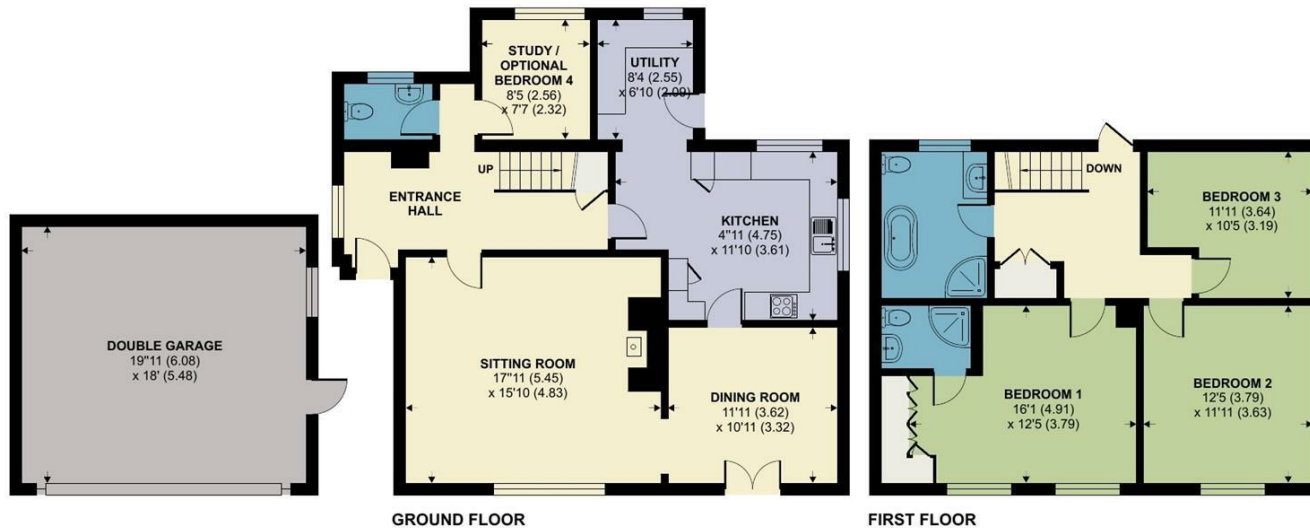 STUDY /
OPTIONAL
BEDROOM 4
8'5 (2.56)
x 7'7 (2.32)
UTILITY
8'4 (2.55)
x 6'10 (2.09)
UP
ENTRANCE
HALL
KITCHEN
4"11 (4.75)
x 11'10 (3.61)
DOUBLE GARAGE
19"11 (6.08)
x 18' (5.48)
SITTING ROOM
17"11 (5.45)
x 15'10 (4.83)
DINING ROOM
11'11 (3.62)
x 10'11 (3.32)
GROUND FLOOR
DOWN
BEDROOM 3
11'11 (3.64)
x 10'5 (3.19)
BEDROOM 1
16'1 (4.91)
x 12'5 (3.79)
BEDROOM 2
12'5 (3.79)
x 11'11 (3.63)
FIRST FLOOR